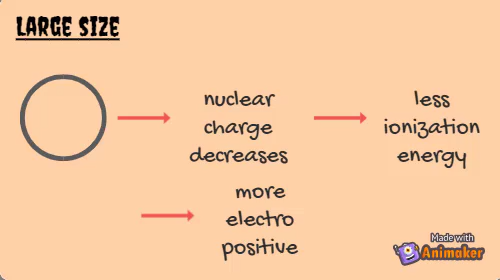 LARGE SIZE
nuclear
charge
decreases
less
ionization
energy
more
electro
positive
Made with
Animaker